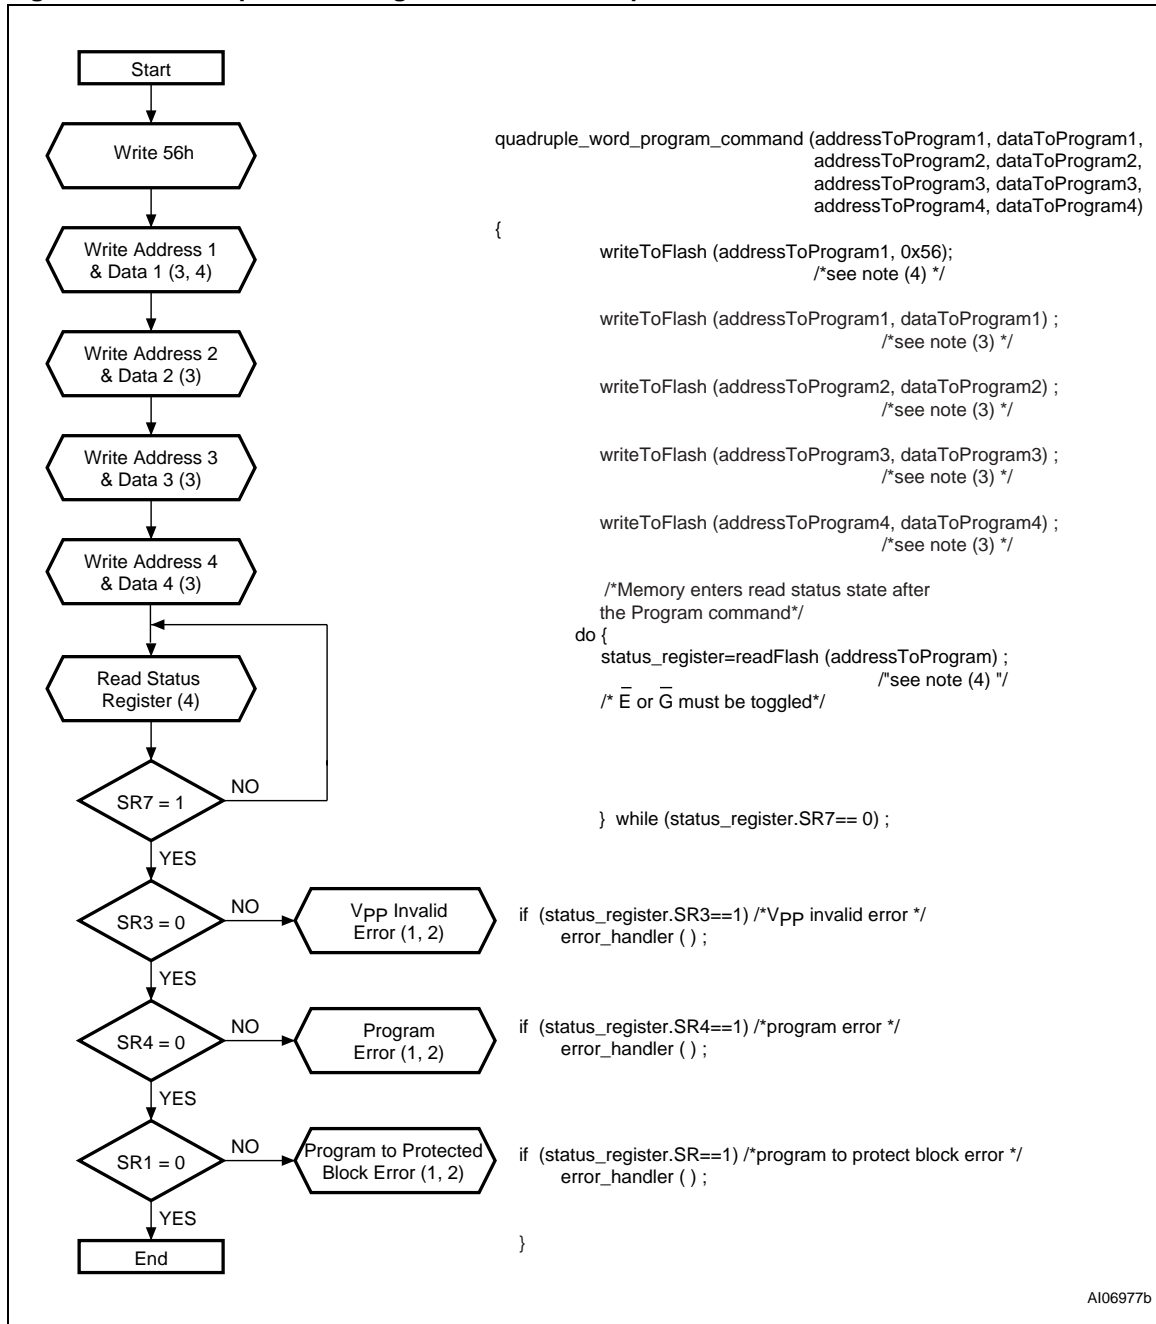 Start
Write 56h
Write Address 1
& Data 1 (3, 4)
Write Address 2
& Data 2 (3)
Write Address 3
& Data 3 (3)
Write Address 4
& Data 4 (3)
Read Status
Register (4)
SR7 = 1
NO
YES
SR3 = 0
NO
VPP Invalid
Error (1, 2)
YES
SR4 = 0
NO
Program
Error (1, 2)
YES
SR1 = 0
NO
Program to Protected
Block Error (1, 2)
YES
End
quadruple_word_program_command (addressToProgram1, dataToProgram1,
addressToProgram2, dataToProgram2,
addressToProgram3, dataToProgram3,
addressToProgram4, dataToProgram4)
{
writeToFlash (addressToProgram1, 0x56);
/*see note (4) */
writeToFlash (addressToProgram1, dataToProgram1) ;
/*see note (3) */
writeToFlash (addressToProgram2, dataToProgram2) ;
/*see note (3) */
writeToFlash (addressToProgram3, dataToProgram3) ;
/*see note (3) */
writeToFlash (addressToProgram4, dataToProgram4) ;
/*see note (3) */
/*Memory enters read status state after
the Program command*/
do {
status_register=readFlash (addressToProgram) ;
/"see note (4) "/
/* E̅ or G̅ must be toggled*/
} while (status_register.SR7== 0) ;
if (status_register.SR3==1) /*VPP invalid error */
error_handler ( ) ;
if (status_register.SR4==1) /*program error */
error_handler ( ) ;
if (status_register.SR==1) /*program to protect block error */
error_handler ( ) ;
}
AI06977b